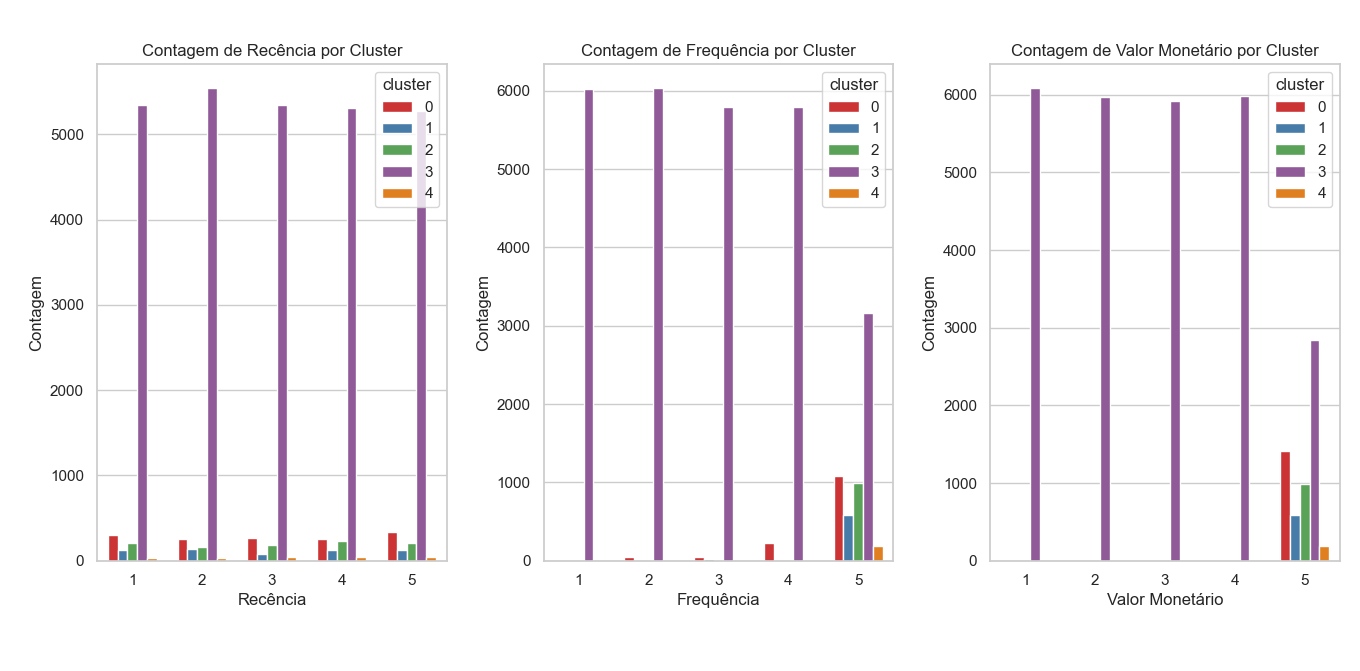 Contagem de Recência por Cluster
Contagem
5000
4000
3000
2000
1000
0
1 2 3 4 5
Recência
cluster
0
1
2
3
4
Contagem de Frequência por Cluster
Contagem
6000
5000
4000
3000
2000
1000
0
1 2 3 4 5
Frequência
cluster
0
1
2
3
4
Contagem de Valor Monetário por Cluster
Contagem
6000
5000
4000
3000
2000
1000
0
1 2 3 4 5
Valor Monetário
cluster
0
1
2
3
4